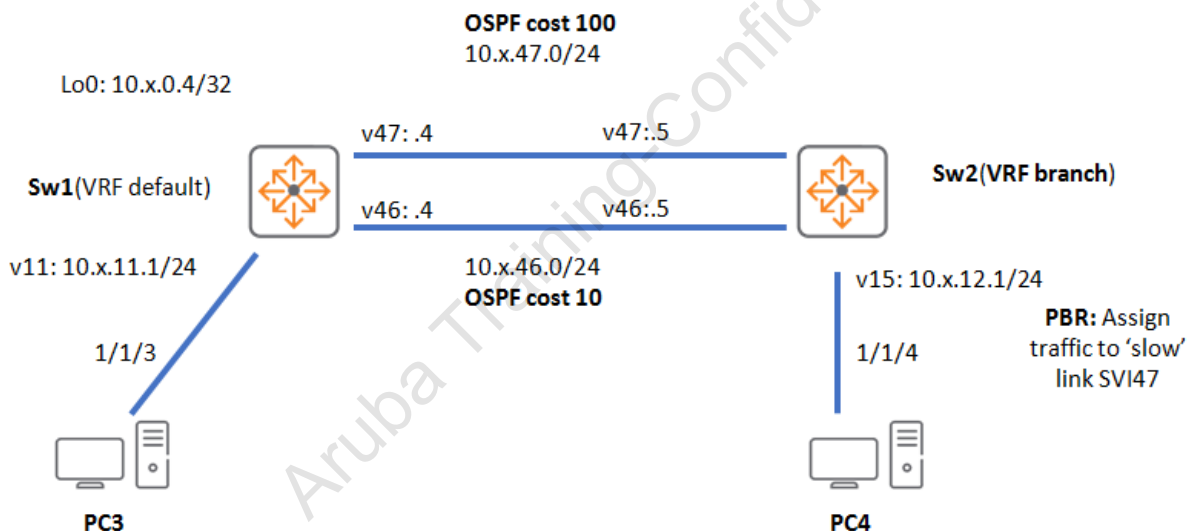 OSPF cost 100
10.x.47.0/24
Lo0: 10.x.0.4/32
v47: .4
v47:.5
Sw1(VRF default)
Sw2(VRF branch)
v46: .4
v46:.5
v11: 10.x.11.1/24
10.x.46.0/24
OSPF cost 10
v15: 10.x.12.1/24
PBR: Assign
traffic to ‘slow’
link SVI47
1/1/3
1/1/4
PC3
PC4
Aruba Training-Confid